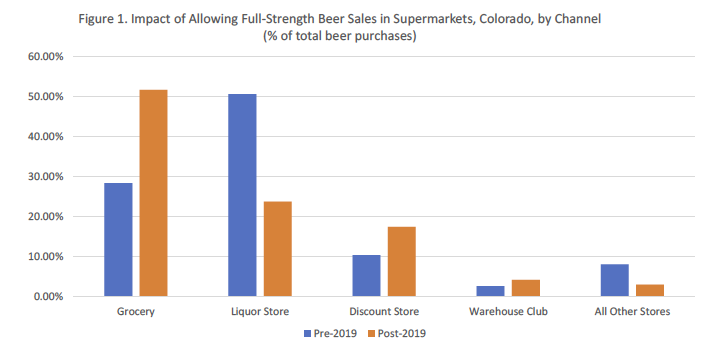 Figure 1. Impact of Allowing Full-Strength Beer Sales in Supermarkets, Colorado, by Channel
(% of total beer purchases)
60.00%
50.00%
40.00%
30.00%
20.00%
10.00%
0.00%
Grocery Liquor Store Discount Store Warehouse Club All Other Stores
Pre-2019 Post-2019